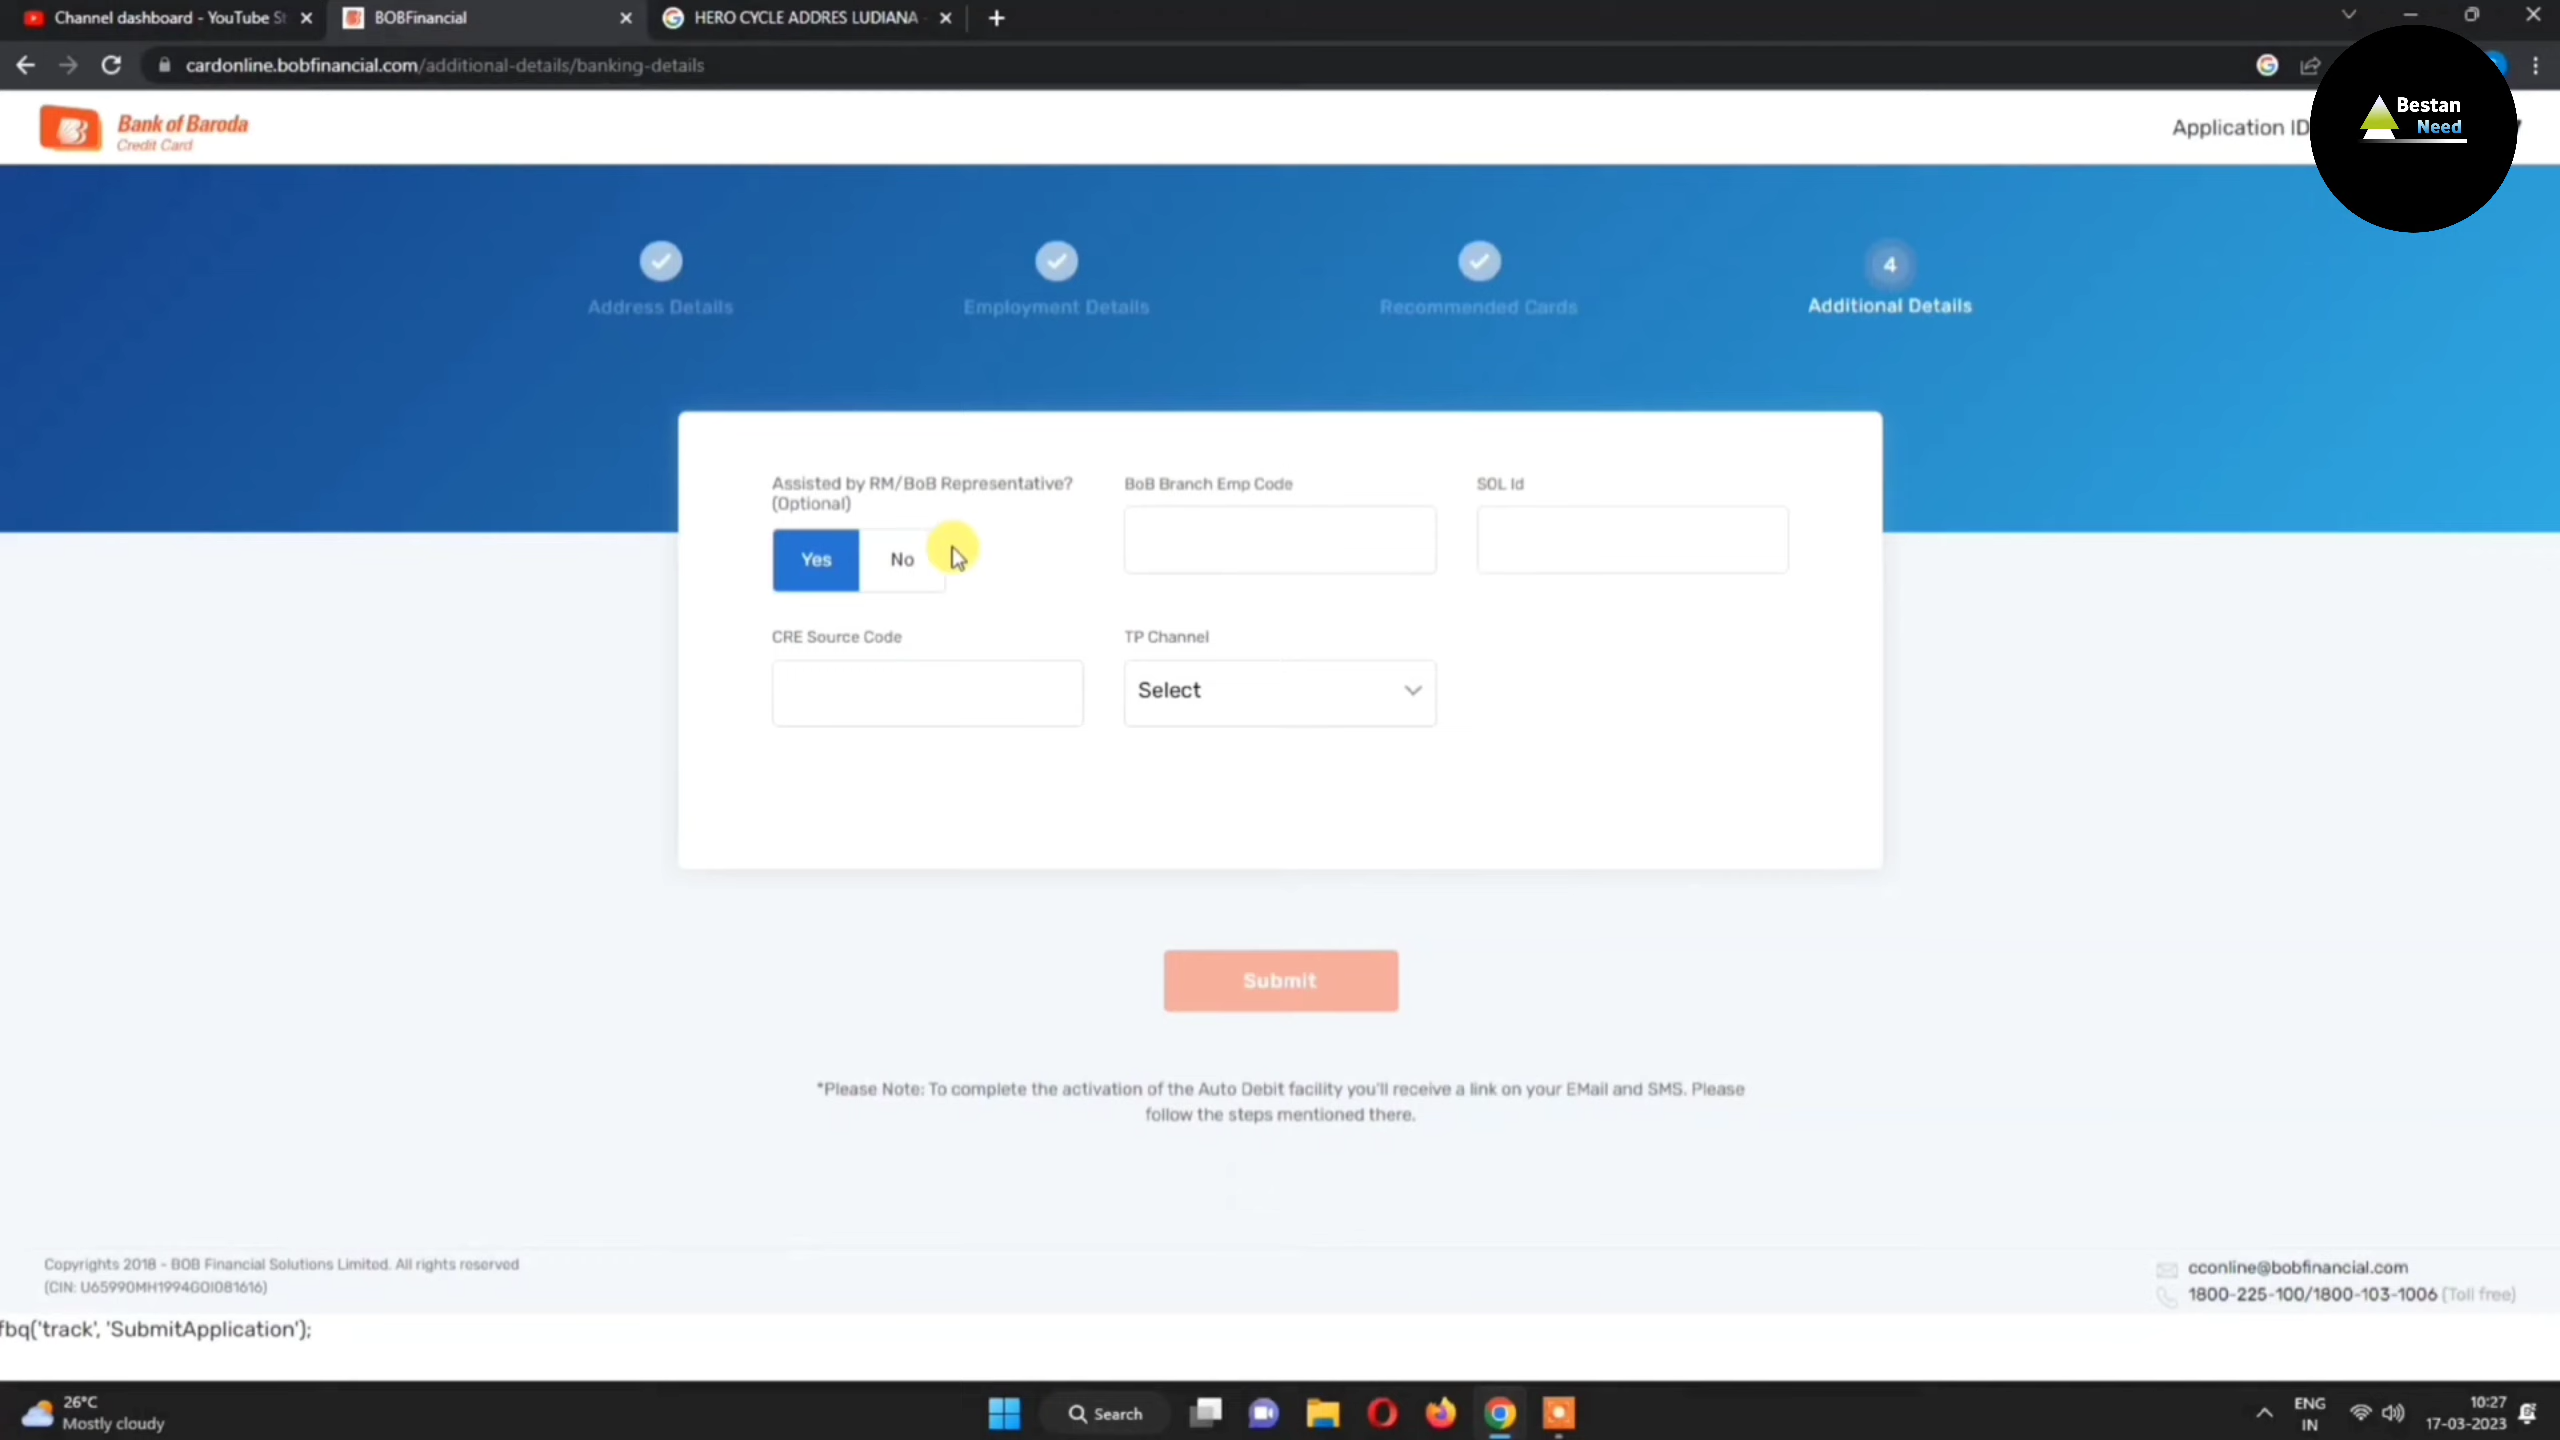 Channel dashboard - YouTube St
BOBFinancial
HERO CYCLE ADDRES LUDIANA -
cardonline.bobfinancial.com/additional-details/banking-details
Bank of Baroda
Credit Card
Application ID
Bestan
Need
4
Address Details
Employment Details
Recommended Cards
Additional Details
Assisted by RM/BoB Representative?
(Optional)
BoB Branch Emp Code
SOL Id
Yes
No
CRE Source Code
TP Channel
Select
Submit
*Please Note: To complete the activation of the Auto Debit facility you'll receive a link on your EMail and SMS. Please
follow the steps mentioned there.
Copyrights 2018 - BOB Financial Solutions Limited. All rights reserved
(CIN: U65990MH1994GOI081616)
cconline@bobfinancial.com
1800-225-100/1800-103-1006 (Toll free)
fbq('track', 'SubmitApplication');
26°C
Mostly cloudy
Search
ENG
IN
10:27
17-03-2023